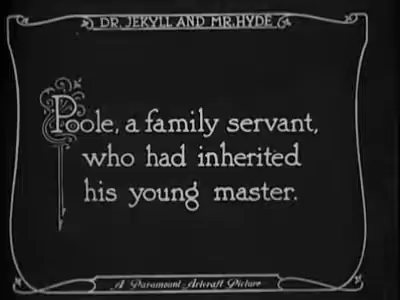 DR. JEKYLL AND MR. HYDE
Poole, a family servant,
who had inherited
his young master.
A Paramount Artcraft Picture